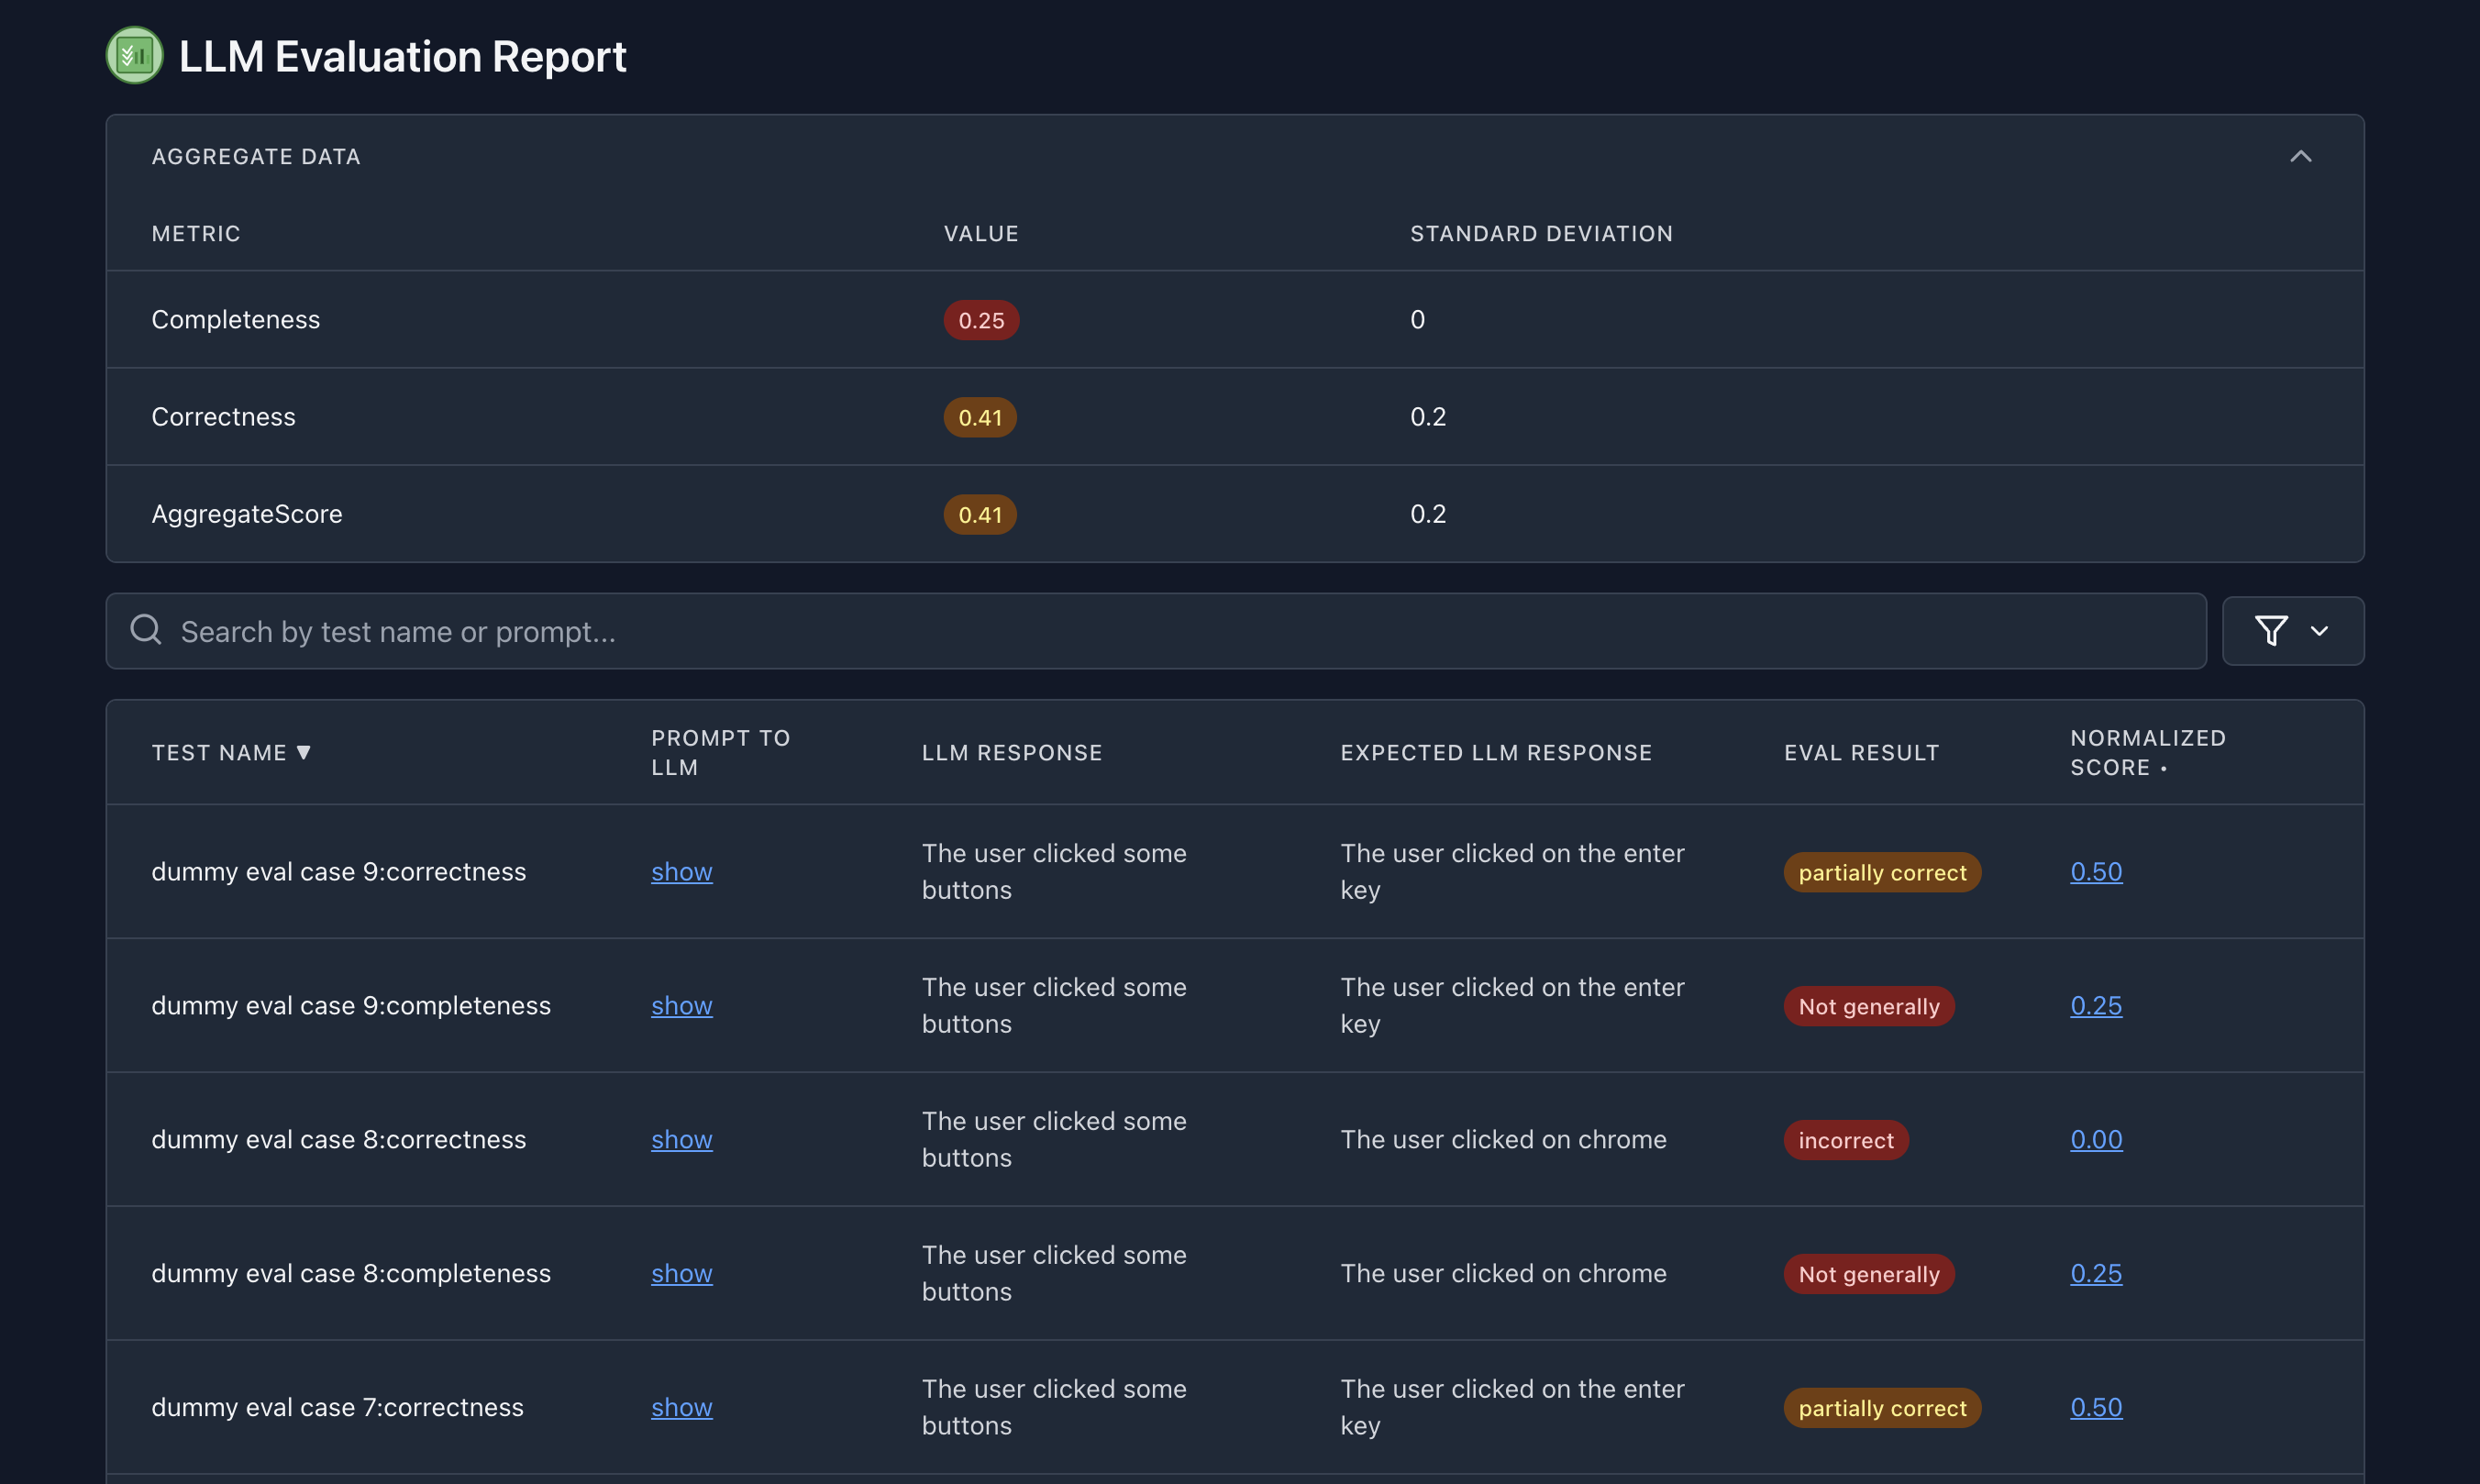 LLM Evaluation Report
AGGREGATE DATA
METRIC VALUE STANDARD DEVIATION
Completeness 0.25 0
Correctness 0.41 0.2
AggregateScore 0.41 0.2
Search by test name or prompt...
TEST NAME ▼ PROMPT TO LLM LLM RESPONSE EXPECTED LLM RESPONSE EVAL RESULT NORMALIZED SCORE •
dummy eval case 9:correctness show The user clicked some buttons The user clicked on the enter key partially correct 0.50
dummy eval case 9:completeness show The user clicked some buttons The user clicked on the enter key Not generally 0.25
dummy eval case 8:correctness show The user clicked some buttons The user clicked on chrome incorrect 0.00
dummy eval case 8:completeness show The user clicked some buttons The user clicked on chrome Not generally 0.25
dummy eval case 7:correctness show The user clicked some buttons The user clicked on the enter key partially correct 0.50